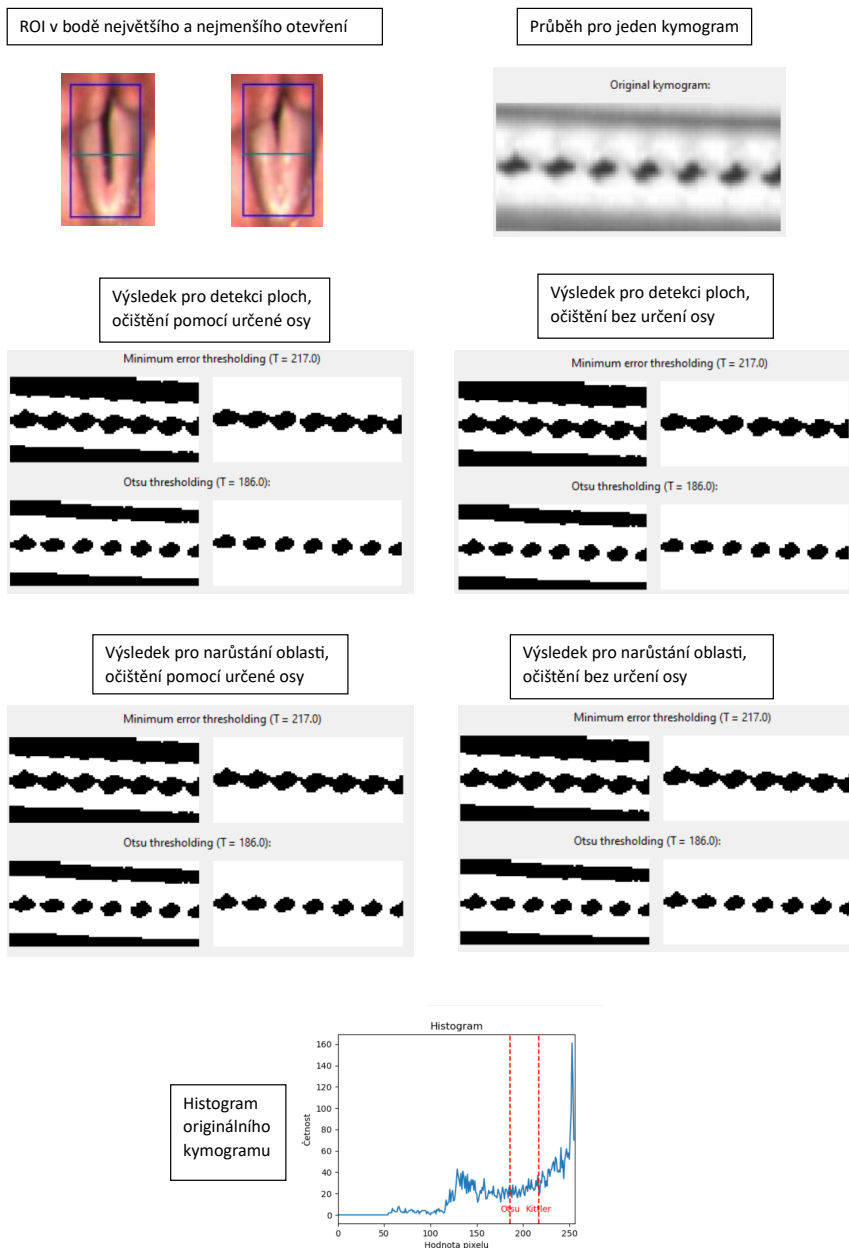 ROI v bodě největšího a nejmenšího otevření
Průběh pro jeden kymogram
Original kymogram:
Výsledek pro detekci ploch,
očištění pomocí určené osy
Výsledek pro detekci ploch,
očištění bez určení osy
Minimum error thresholding (T = 217.0)
Otsu thresholding (T = 186.0):
Minimum error thresholding (T = 217.0)
Otsu thresholding (T = 186.0):
Výsledek pro narůstání oblasti,
očištění pomocí určené osy
Výsledek pro narůstání oblasti,
očištění bez určení osy
Minimum error thresholding (T = 217.0)
Otsu thresholding (T = 186.0):
Minimum error thresholding (T = 217.0)
Otsu thresholding (T = 186.0):
Histogram
originálního
kymogramu
Histogram
Četnost
160
140
120
100
80
60
40
20
0
Otsu Kittler
0 50 100 150 200 250
Hodnota pixelu